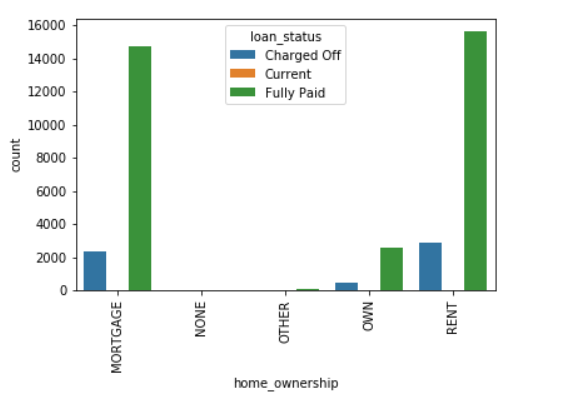 loan_status
Charged Off
Current
Fully Paid
16000
14000
12000
10000
8000
6000
4000
2000
0
count
MORTGAGE
NONE
OTHER
OWN
RENT
home_ownership